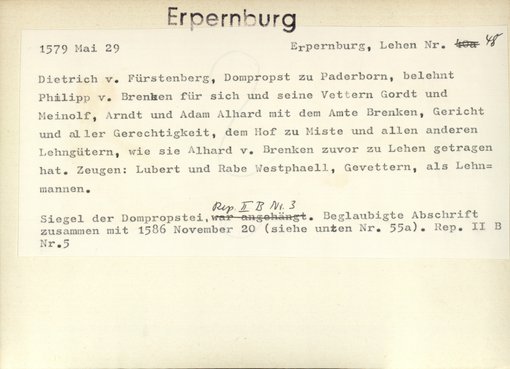 Erpernburg
1579 Mai 29 Erpernburg, Lehen Nr. 40a 48
Dietrich v. Fürstenberg, Dompropst zu Paderborn, belehnt
Philipp v. Brenken für sich und seine Vettern Gordt und
Meinolf, Arndt und Adam Alhard mit dem Amte Brenken, Gericht
und aller Gerechtigkeit, dem Hof zu Miste und allen anderen
Lehngütern, wie sie Alhard v. Brenken zuvor zu Lehen getragen
hat. Zeugen: Lubert und Rabe Westphaell, Gevettern, als Lehn=
mannen.
Rep. II B Nr. 3
Siegel der Dompropstei, war angehängt. Beglaubigte Abschrift
zusammen mit 1586 November 20 (siehe unten Nr. 55a). Rep. II B
Nr.5